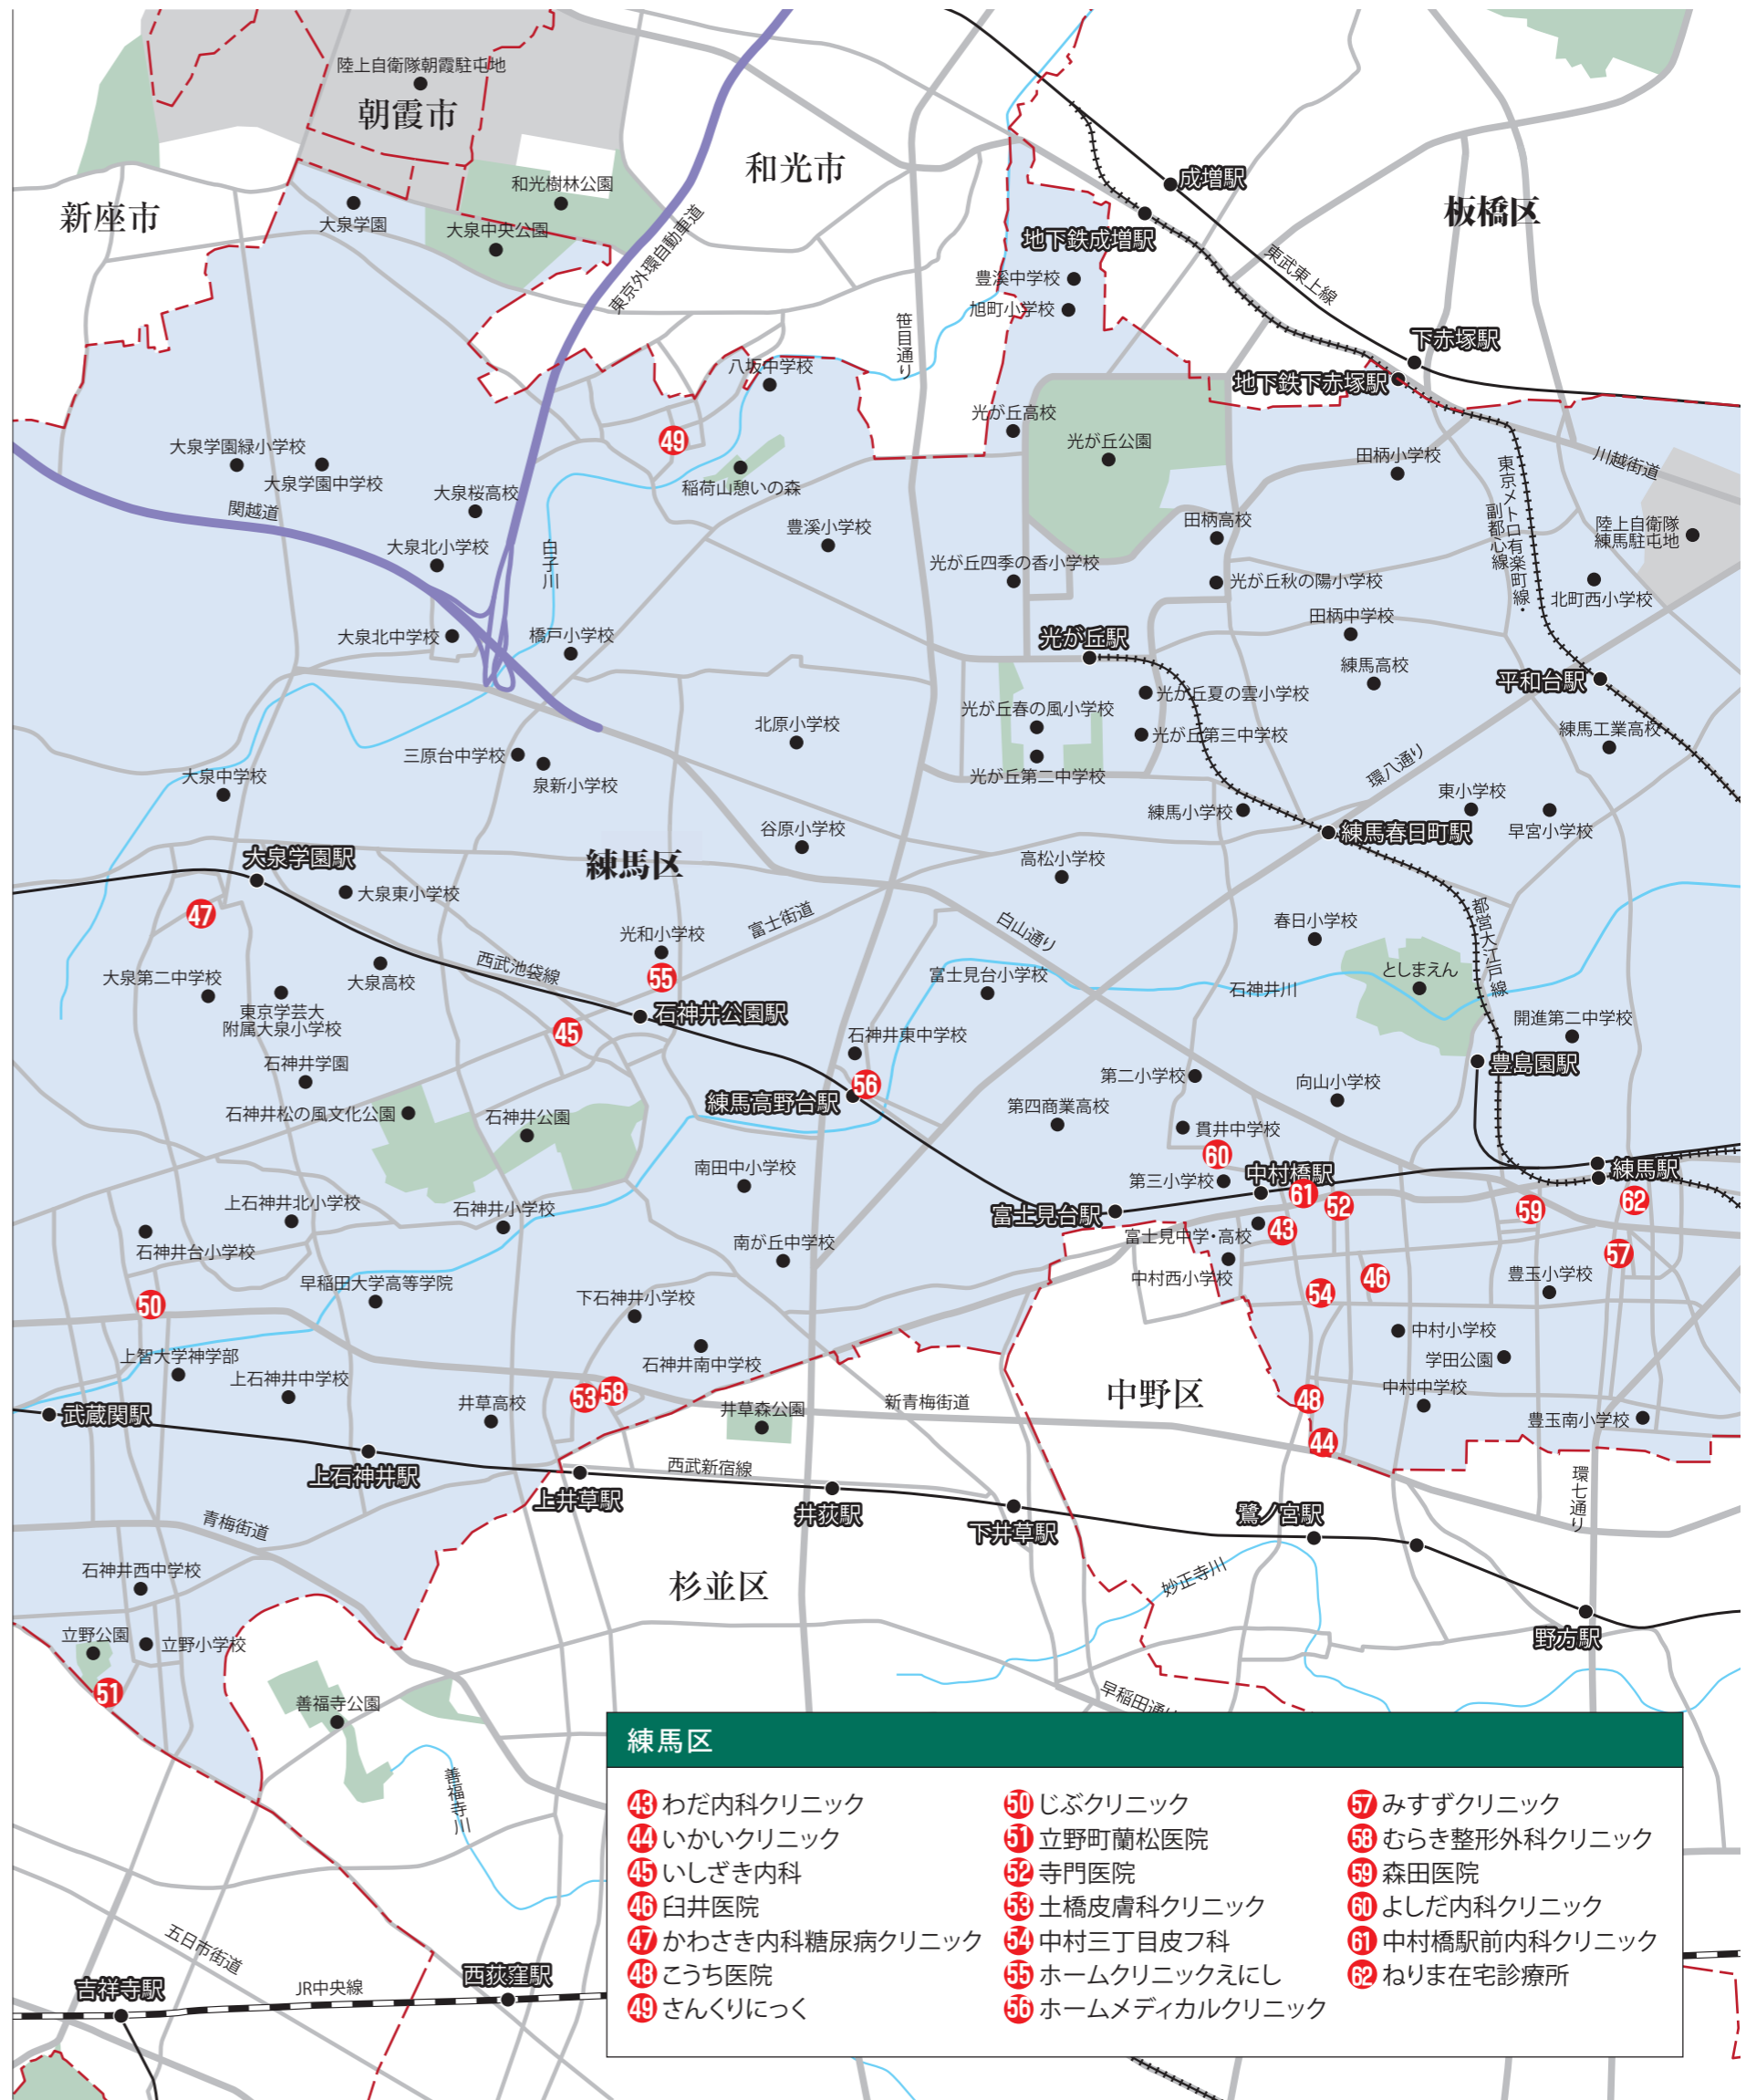 陸上自衛隊朝霞駐屯地
朝霞市
和光市
新座市
大泉学園
和光樹林公園
大泉中央公園
東京外環自動車道
成増駅
地下鉄成増駅
板橋区
東武東上線
豊溪中学校
旭町小学校
笹目通り
下赤塚駅
地下鉄下赤塚駅
八坂中学校
49
光が丘高校
光が丘公園
田柄小学校
川越街道
大泉学園緑小学校
大泉学園中学校
大泉桜高校
関越道
稲荷山憩いの森
豊溪小学校
田柄高校
東京メトロ有楽町線・
副都心線
陸上自衛隊
練馬駐屯地
大泉北小学校
白子川
光が丘四季の香小学校
光が丘秋の陽小学校
北町西小学校
大泉北中学校
橋戸小学校
光が丘駅
田柄中学校
練馬高校
平和台駅
光が丘夏の雲小学校
光が丘春の風小学校
北原小学校
光が丘第三中学校
練馬工業高校
三原台中学校
泉新小学校
大泉中学校
光が丘第二中学校
環八通り
東小学校
練馬小学校
早宮小学校
谷原小学校
練馬春日町駅
大泉学園駅
練馬区
高松小学校
大泉東小学校
47
富士街道
白山通り
春日小学校
都営大江戸線
光和小学校
西武池袋線
大泉第二中学校
大泉高校
55
富士見台小学校
としまえん
石神井川
東京学芸大
附属大泉小学校
石神井公園駅
45
石神井東中学校
開進第二中学校
石神井学園
豊島園駅
56
第二小学校
向山小学校
練馬高野台駅
石神井松の風文化公園
石神井公園
第四商業高校
貫井中学校
60
南田中小学校
第三小学校
中村橋駅
練馬駅
61
52
59
62
上石神井北小学校
石神井小学校
富士見台駅
富士見中学・高校
43
石神井台小学校
南が丘中学校
中村西小学校
57
46
豊玉小学校
早稲田大学高等学院
50
下石神井小学校
54
中村小学校
学田公園
石神井南中学校
上智大学神学部
上石神井中学校
中野区
中村中学校
53
58
48
井草高校
井草森公園
新青梅街道
豊玉南小学校
武蔵関駅
44
上石神井駅
西武新宿線
上井草駅
井荻駅
下井草駅
鷺ノ宮駅
環七通り
青梅街道
石神井西中学校
杉並区
妙正寺川
立野公園
立野小学校
野方駅
51
善福寺公園
早稲田通り
善福寺川
五日市街道
吉祥寺駅
JR中央線
西荻窪駅
練馬区
43 わだ内科クリニック
44 いかいクリニック
45 いしざき内科
46 臼井医院
47 かわさき内科糖尿病クリニック
48 こうち医院
49 さんくりにっく
50 じぶクリニック
51 立野町蘭松医院
52 寺門医院
53 土橋皮膚科クリニック
54 中村三丁目皮フ科
55 ホームクリニックえにし
56 ホームメディカルクリニック
57 みすずクリニック
58 むらき整形外科クリニック
59 森田医院
60 よしだ内科クリニック
61 中村橋駅前内科クリニック
62 ねりま在宅診療所